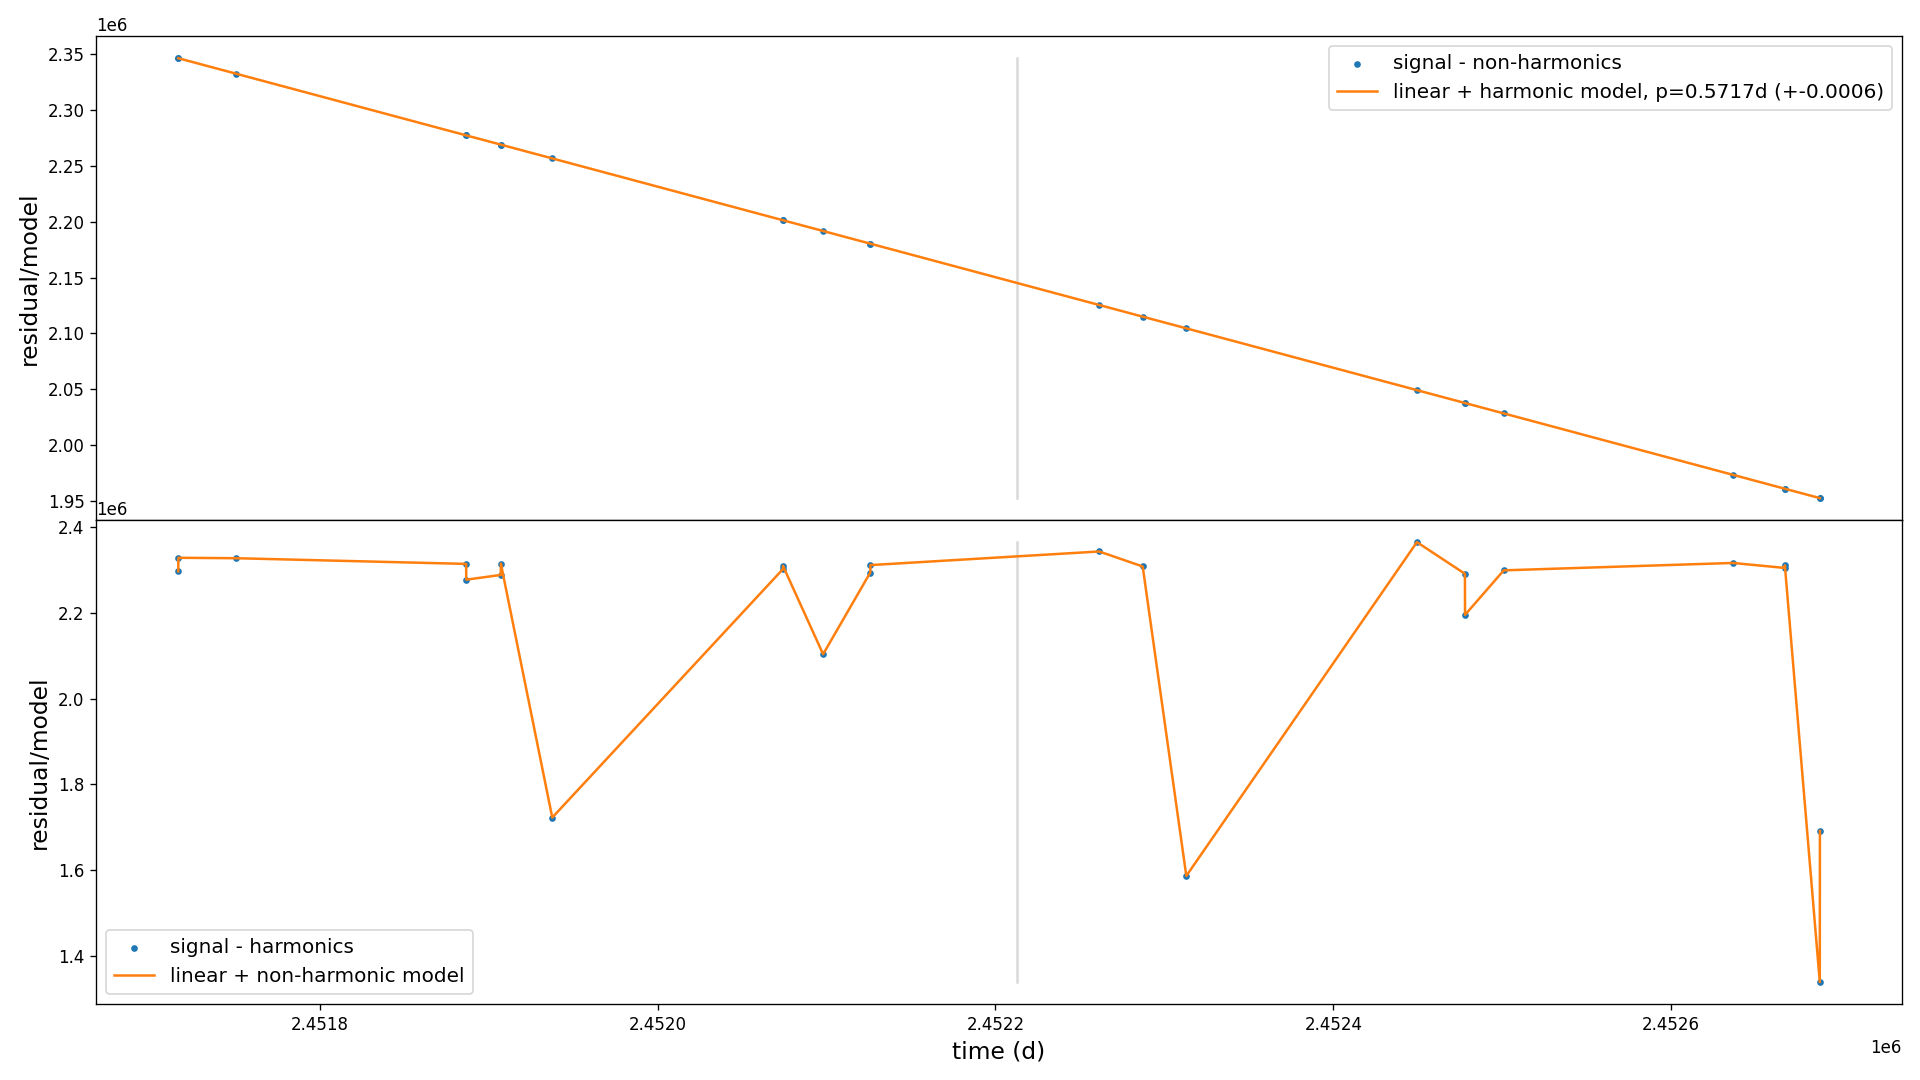 1e6
2.35
2.30
2.25
2.20
2.15
2.10
2.05
2.00
1.95
residual/model
signal - non-harmonics
linear + harmonic model, p=0.5717d (+-0.0006)
1e6
2.4
2.2
2.0
1.8
1.6
1.4
residual/model
signal - harmonics
linear + non-harmonic model
2.4518
2.4520
2.4522
2.4524
2.4526
time (d)
1e6